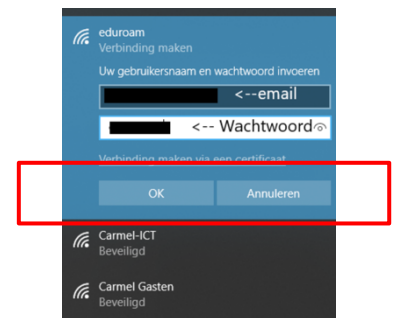 eduroam
Verbinding maken
Uw gebruikersnaam en wachtwoord invoeren
<--email
<-- Wachtwoord
Verbinding maken via een certificaat
OK Annuleren
Carmel-ICT
Beveiligd
Carmel Gasten
Beveiligd